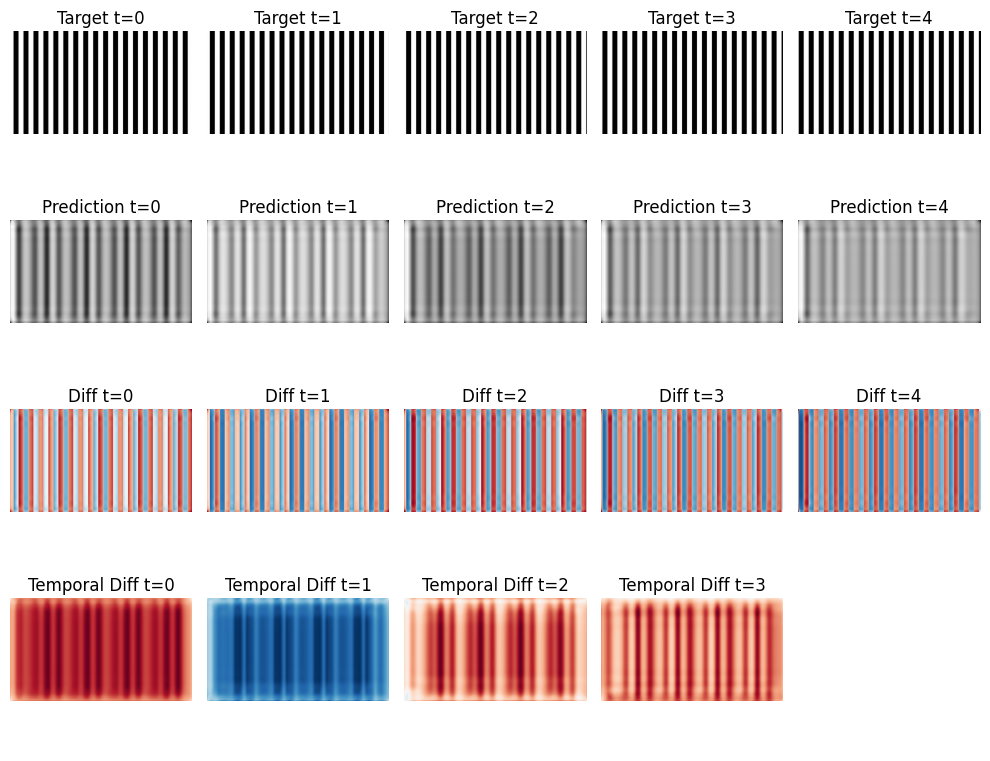 Target t=0 Target t=1 Target t=2 Target t=3 Target t=4
Prediction t=0 Prediction t=1 Prediction t=2 Prediction t=3 Prediction t=4
Diff t=0 Diff t=1 Diff t=2 Diff t=3 Diff t=4
Temporal Diff t=0 Temporal Diff t=1 Temporal Diff t=2 Temporal Diff t=3